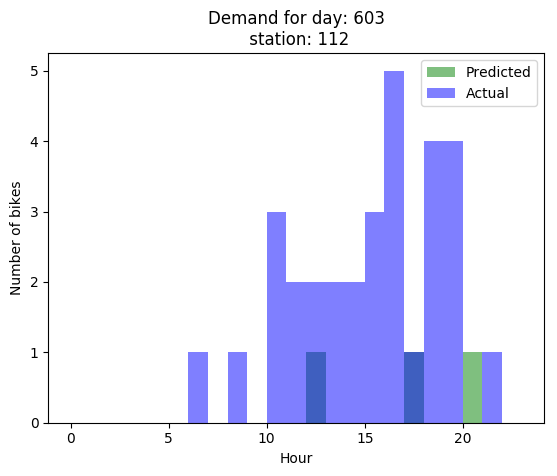 Demand for day: 603
station: 112
Predicted
Actual
Number of bikes
5
4
3
2
1
0
0
5
10
15
20
Hour